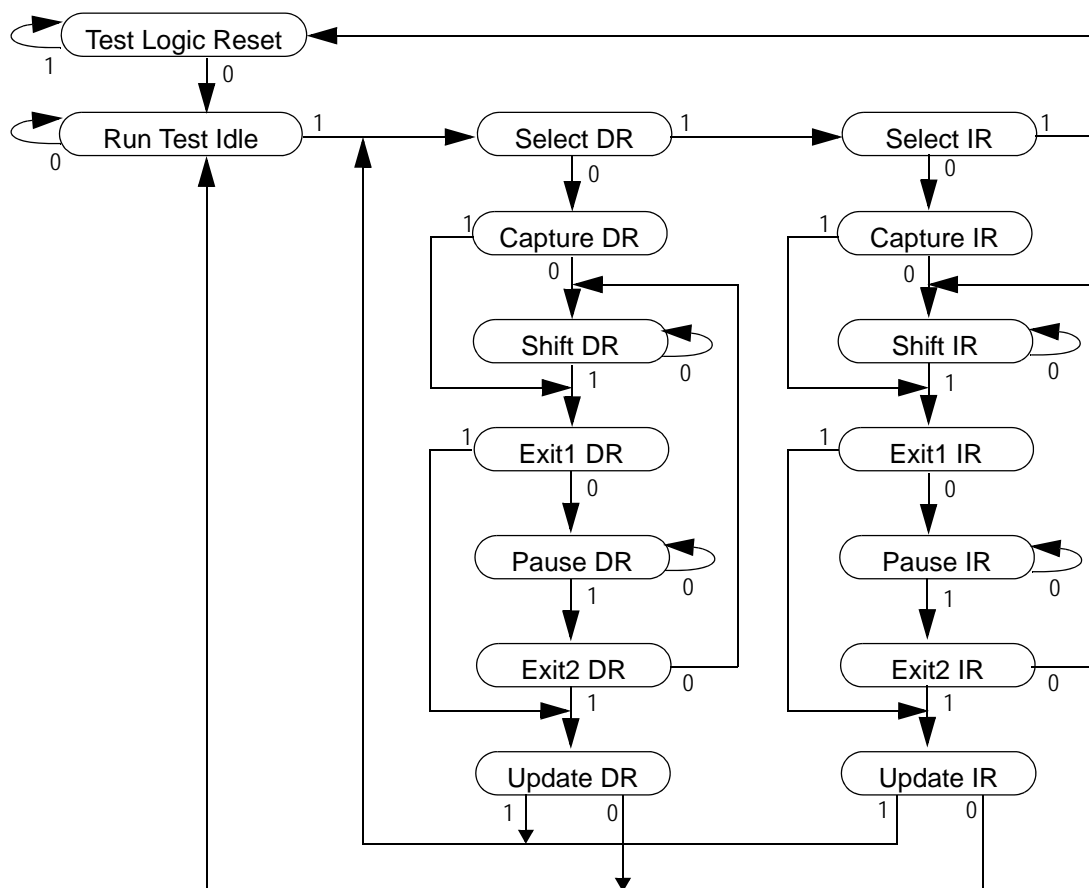 Test Logic Reset
1
0
Run Test Idle
1
Select DR
1
Select IR
1
0
0
0
1
Capture DR
1
Capture IR
0
0
Shift DR
Shift IR
0
0
1
1
1
Exit1 DR
1
Exit1 IR
0
0
Pause DR
Pause IR
0
0
1
1
Exit2 DR
Exit2 IR
0
0
1
1
Update DR
Update IR
1
0
1
0